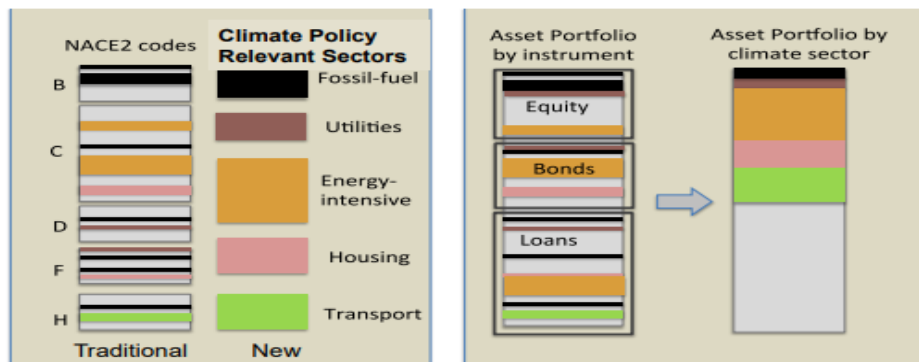 NACE2 codes
Climate Policy
Relevant Sectors
B
Fossil-fuel
Utilities
C
Energy-
intensive
D
F
Housing
H
Transport
Traditional
New
Asset Portfolio
by instrument
Equity
Bonds
Loans
Asset Portfolio by
climate sector